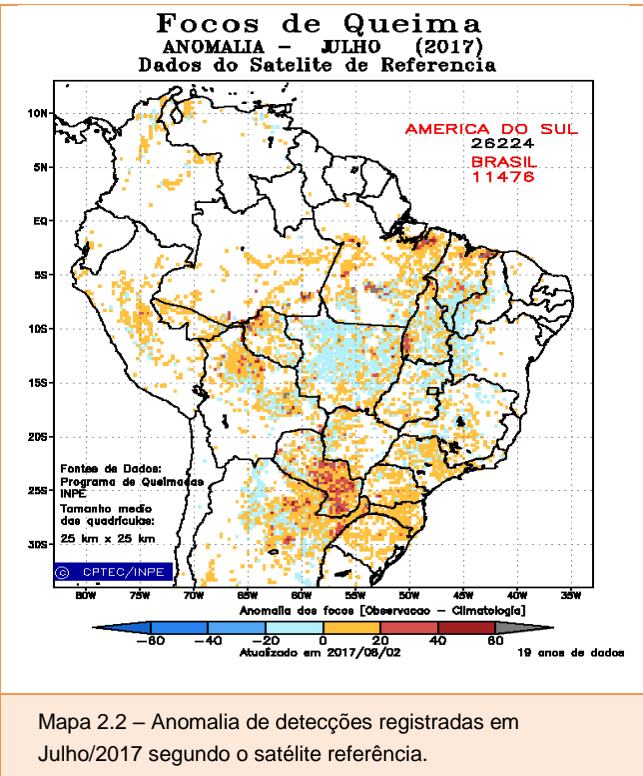 Focos de Queima
ANOMALIA - JULHO (2017)
Dados do Satelite de Referencia
AMERICA DO SUL
26224
BRASIL
11476
10N
5N
EQ
5S
10S
15S
20S
25S
30S
Fontes de Dados:
Programa de Queimadas
INPE
Tamanho medio
das quadriculas:
25 km x 25 km
© CPTEC/INPE
80W 75W 70W 65W 60W 55W 50W 45W 40W 35W
Anomalia dos focos [Observacao - Climatologia]
-60 -40 -20 0 20 40 60
Atualizado em 2017/08/02
19 anos de dados
Mapa 2.2 – Anomalia de detecções registradas em
Julho/2017 segundo o satélite referência.